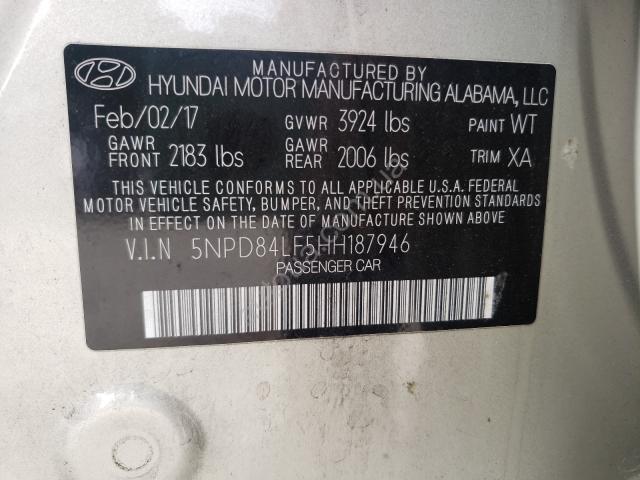 MANUFACTURED BY
HYUNDAI MOTOR MANUFACTURING ALABAMA, LLC
Feb/02/17 GVWR 3924 lbs PAINT WT
GAWR FRONT 2183 lbs GAWR REAR 2006 lbs TRIM XA
THIS VEHICLE CONFORMS TO ALL APPLICABLE U.S.A. FEDERAL
MOTOR VEHICLE SAFETY, BUMPER, AND THEFT PREVENTION STANDARDS
IN EFFECT ON THE DATE OF MANUFACTURE SHOWN ABOVE.
V.I.N 5NPD84LF5HH187946
PASSENGER CAR